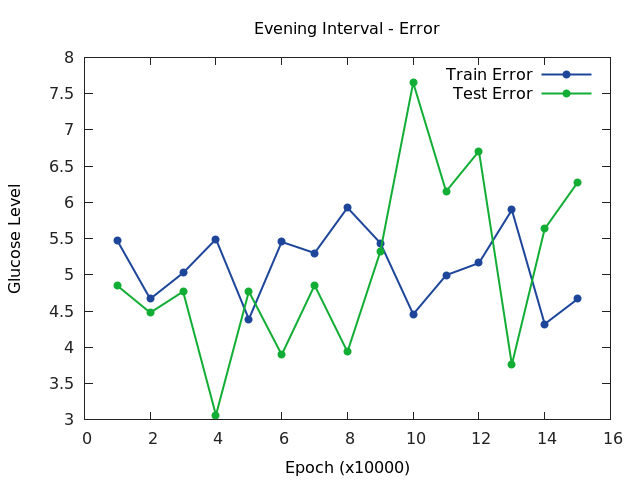 Evening Interval - Error
Train Error
Test Error
8
7.5
7
6.5
6
5.5
5
4.5
4
3.5
3
Glucose Level
0 2 4 6 8 10 12 14 16
Epoch (x10000)